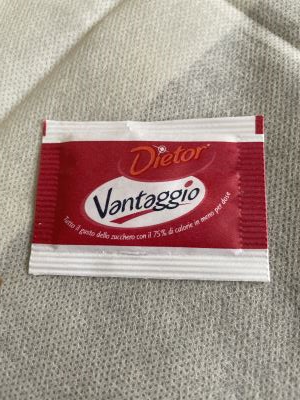 Dietor
Vantaggio
Tutto il gusto dello zucchero con il 75% di calorie in meno per dose